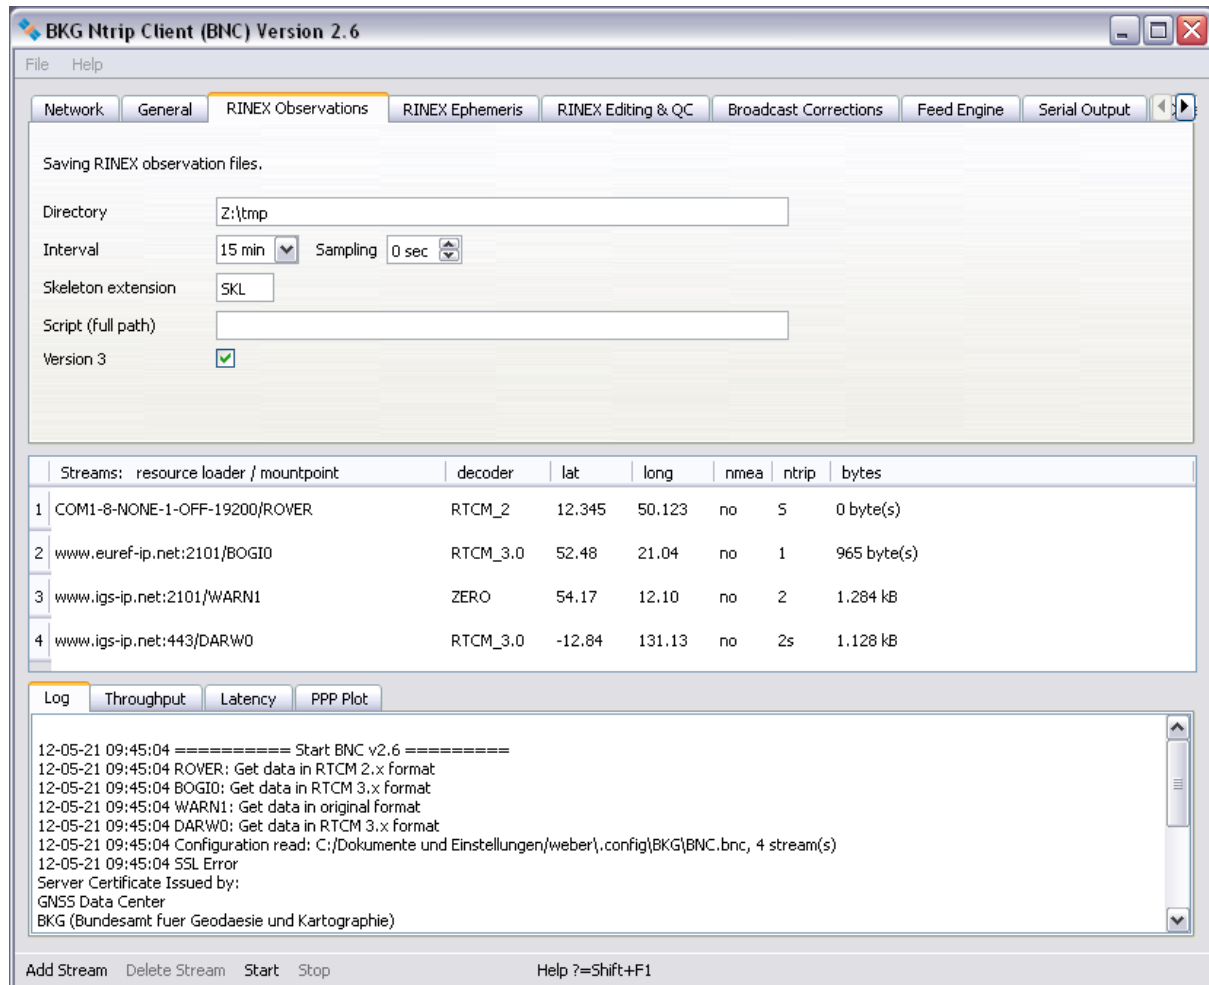 BKG Ntrip Client (BNC) Version 2.6
File Help
Network General RINEX Observations RINEX Ephemeris RINEX Editing & QC Broadcast Corrections Feed Engine Serial Output
Saving RINEX observation files.
Directory Z:\tmp
Interval 15 min Sampling 0 sec
Skeleton extension SKL
Script (full path)
Version 3
Streams: resource loader / mountpoint decoder lat long nmea ntrip bytes
1 COM1-8-NONE-1-OFF-19200/ROVER RTCM_2 12.345 50.123 no S 0 byte(s)
2 www.euref-ip.net:2101/BOGI0 RTCM_3.0 52.48 21.04 no 1 965 byte(s)
3 www.igs-ip.net:2101/WARN1 ZERO 54.17 12.10 no 2 1.284 kB
4 www.igs-ip.net:443/DARW0 RTCM_3.0 -12.84 131.13 no 2s 1.128 kB
Log Throughput Latency PPP Plot
12-05-21 09:45:04 ========== Start BNC v2.6 =========
12-05-21 09:45:04 ROVER: Get data in RTCM 2.x format
12-05-21 09:45:04 BOGI0: Get data in RTCM 3.x format
12-05-21 09:45:04 WARN1: Get data in original format
12-05-21 09:45:04 DARW0: Get data in RTCM 3.x format
12-05-21 09:45:04 Configuration read: C:/Dokumente und Einstellungen/weber\.config\BKG\BNC.bnc, 4 stream(s)
12-05-21 09:45:04 SSL Error
Server Certificate Issued by:
GNSS Data Center
BKG (Bundesamt fuer Geodaesie und Kartographie)
Add Stream Delete Stream Start Stop Help ?=Shift+F1